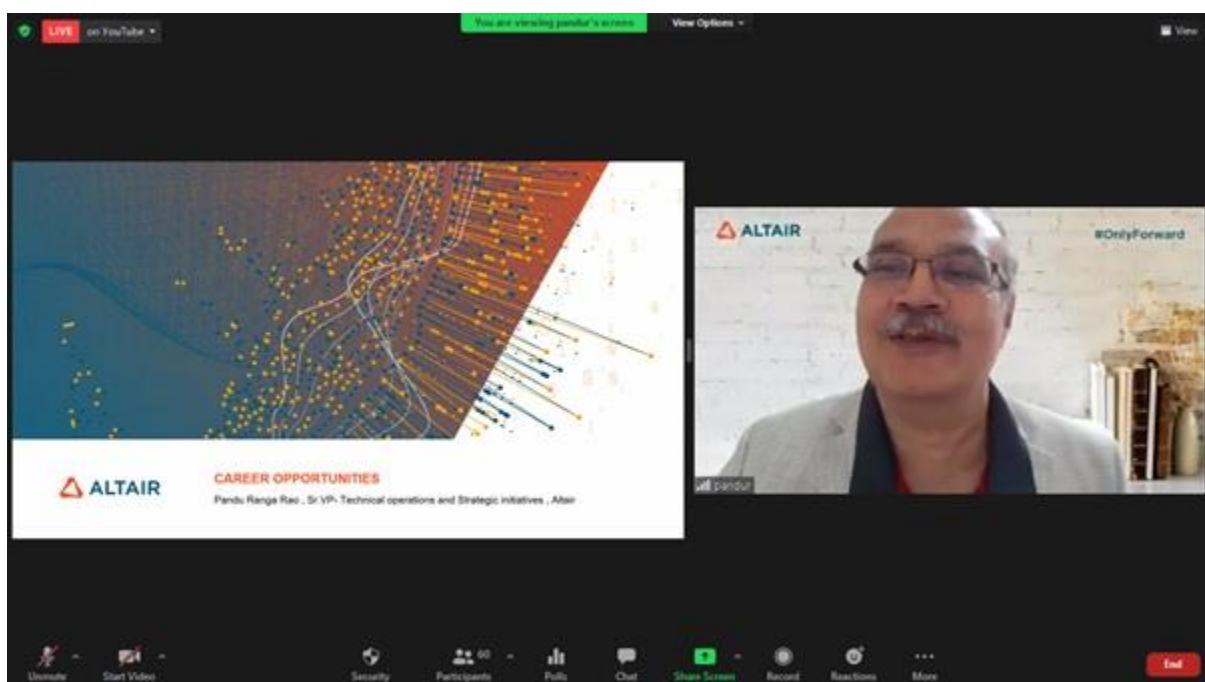 LIVE on YouTube
You are viewing pandur's screen View Options
View
ALTAIR
#OnlyForward
pandur
ALTAIR
CAREER OPPORTUNITIES
Pandu Ranga Rao , Sr.VP- Technical operations and Strategic initiatives , Altair
Unmute Start Video Security Participants 60 Polls Chat Share Screen Record Reactions More End